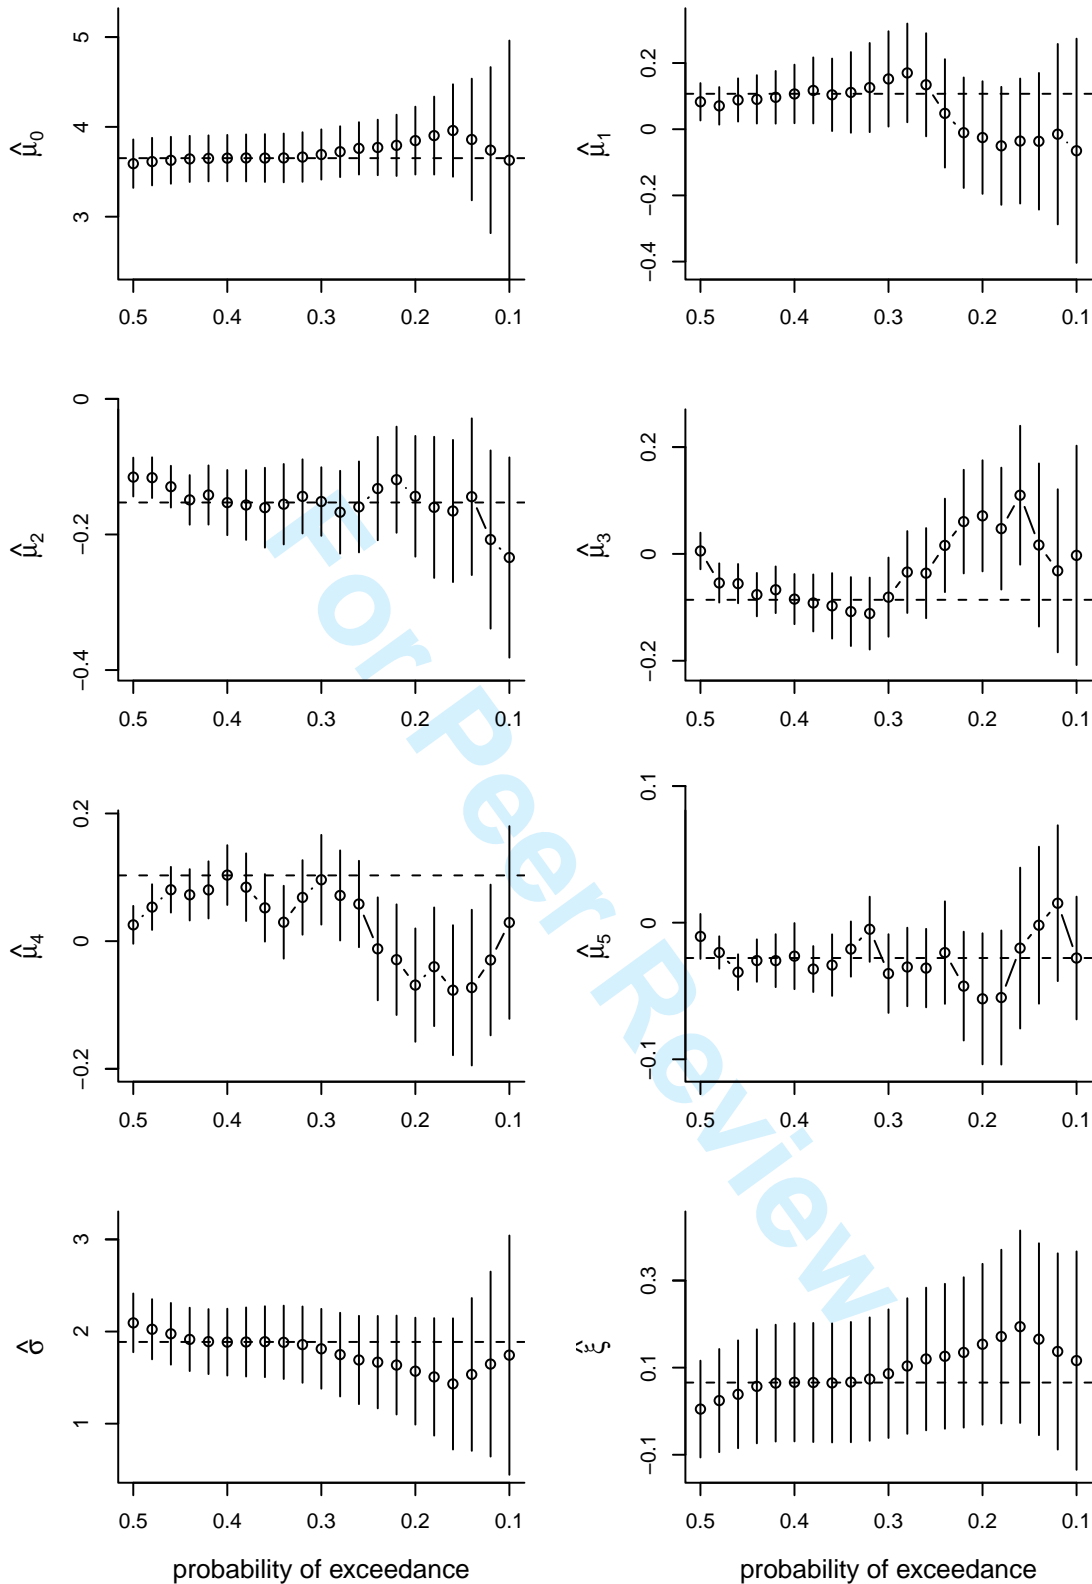 μ̂0
3
4
5
0.5 0.4 0.3 0.2 0.1
μ̂1
−0.4
−0.2
0
0.2
0.5 0.4 0.3 0.2 0.1
μ̂2
−0.4
−0.2
0
0.5 0.4 0.3 0.2 0.1
μ̂3
−0.2
0
0.2
0.5 0.4 0.3 0.2 0.1
μ̂4
−0.2
0
0.2
0.5 0.4 0.3 0.2 0.1
μ̂5
−0.1
0
0.1
0.5 0.4 0.3 0.2 0.1
σ̂
1
2
3
0.5 0.4 0.3 0.2 0.1
probability of exceedance
ξ̂
−0.1
0.1
0.3
0.5 0.4 0.3 0.2 0.1
probability of exceedance
For Peer Review